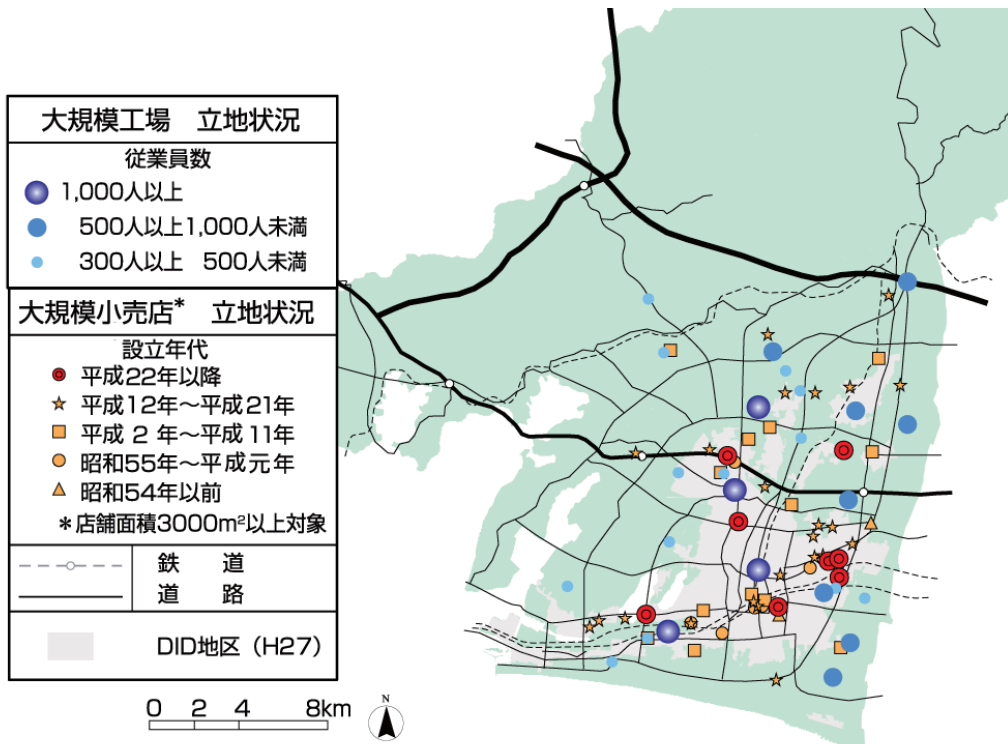 大規模工場 立地状況
従業員数
1,000人以上
500人以上1,000人未満
300人以上 500人未満
大規模小売店* 立地状況
設立年代
平成22年以降
平成12年～平成21年
平成 2 年～平成11年
昭和55年～平成元年
昭和54年以前
*店舗面積3000m²以上対象
鉄 道
道 路
DID地区（H27）
0 2 4 8km
N